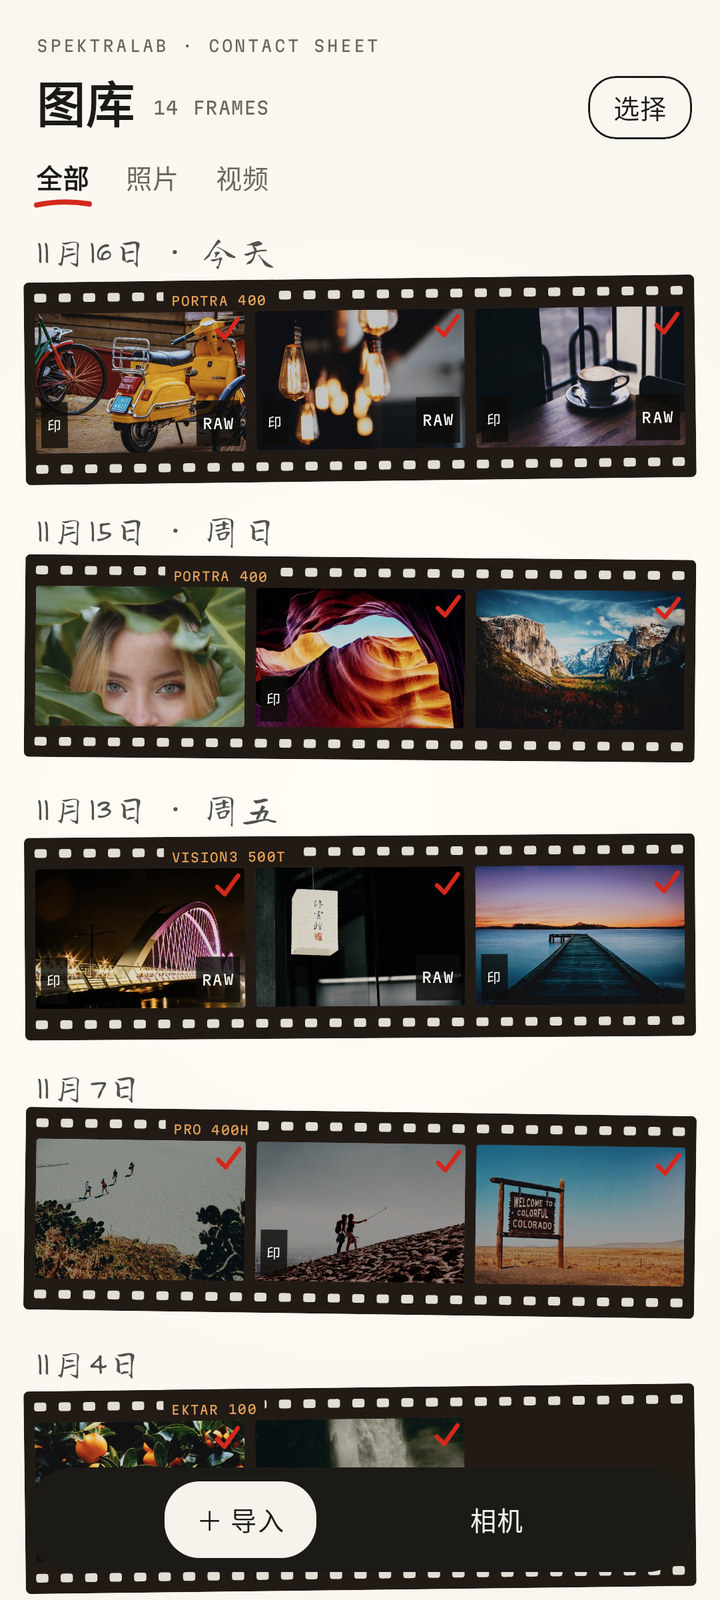 SPEKTRALAB · CONTACT SHEET
图库 14 FRAMES 选择
全部 照片 视频
11月16日 · 今天
PORTRA 400
印 RAW 印 RAW 印 RAW
11月15日 · 周日
PORTRA 400
印
11月13日 · 周五
VISION3 500T
印 RAW RAW 印
11月7日
PRO 400H
WELCOME TO
COLORFUL
COLORADO
印
11月4日
EKTAR 100
+ 导入 相机